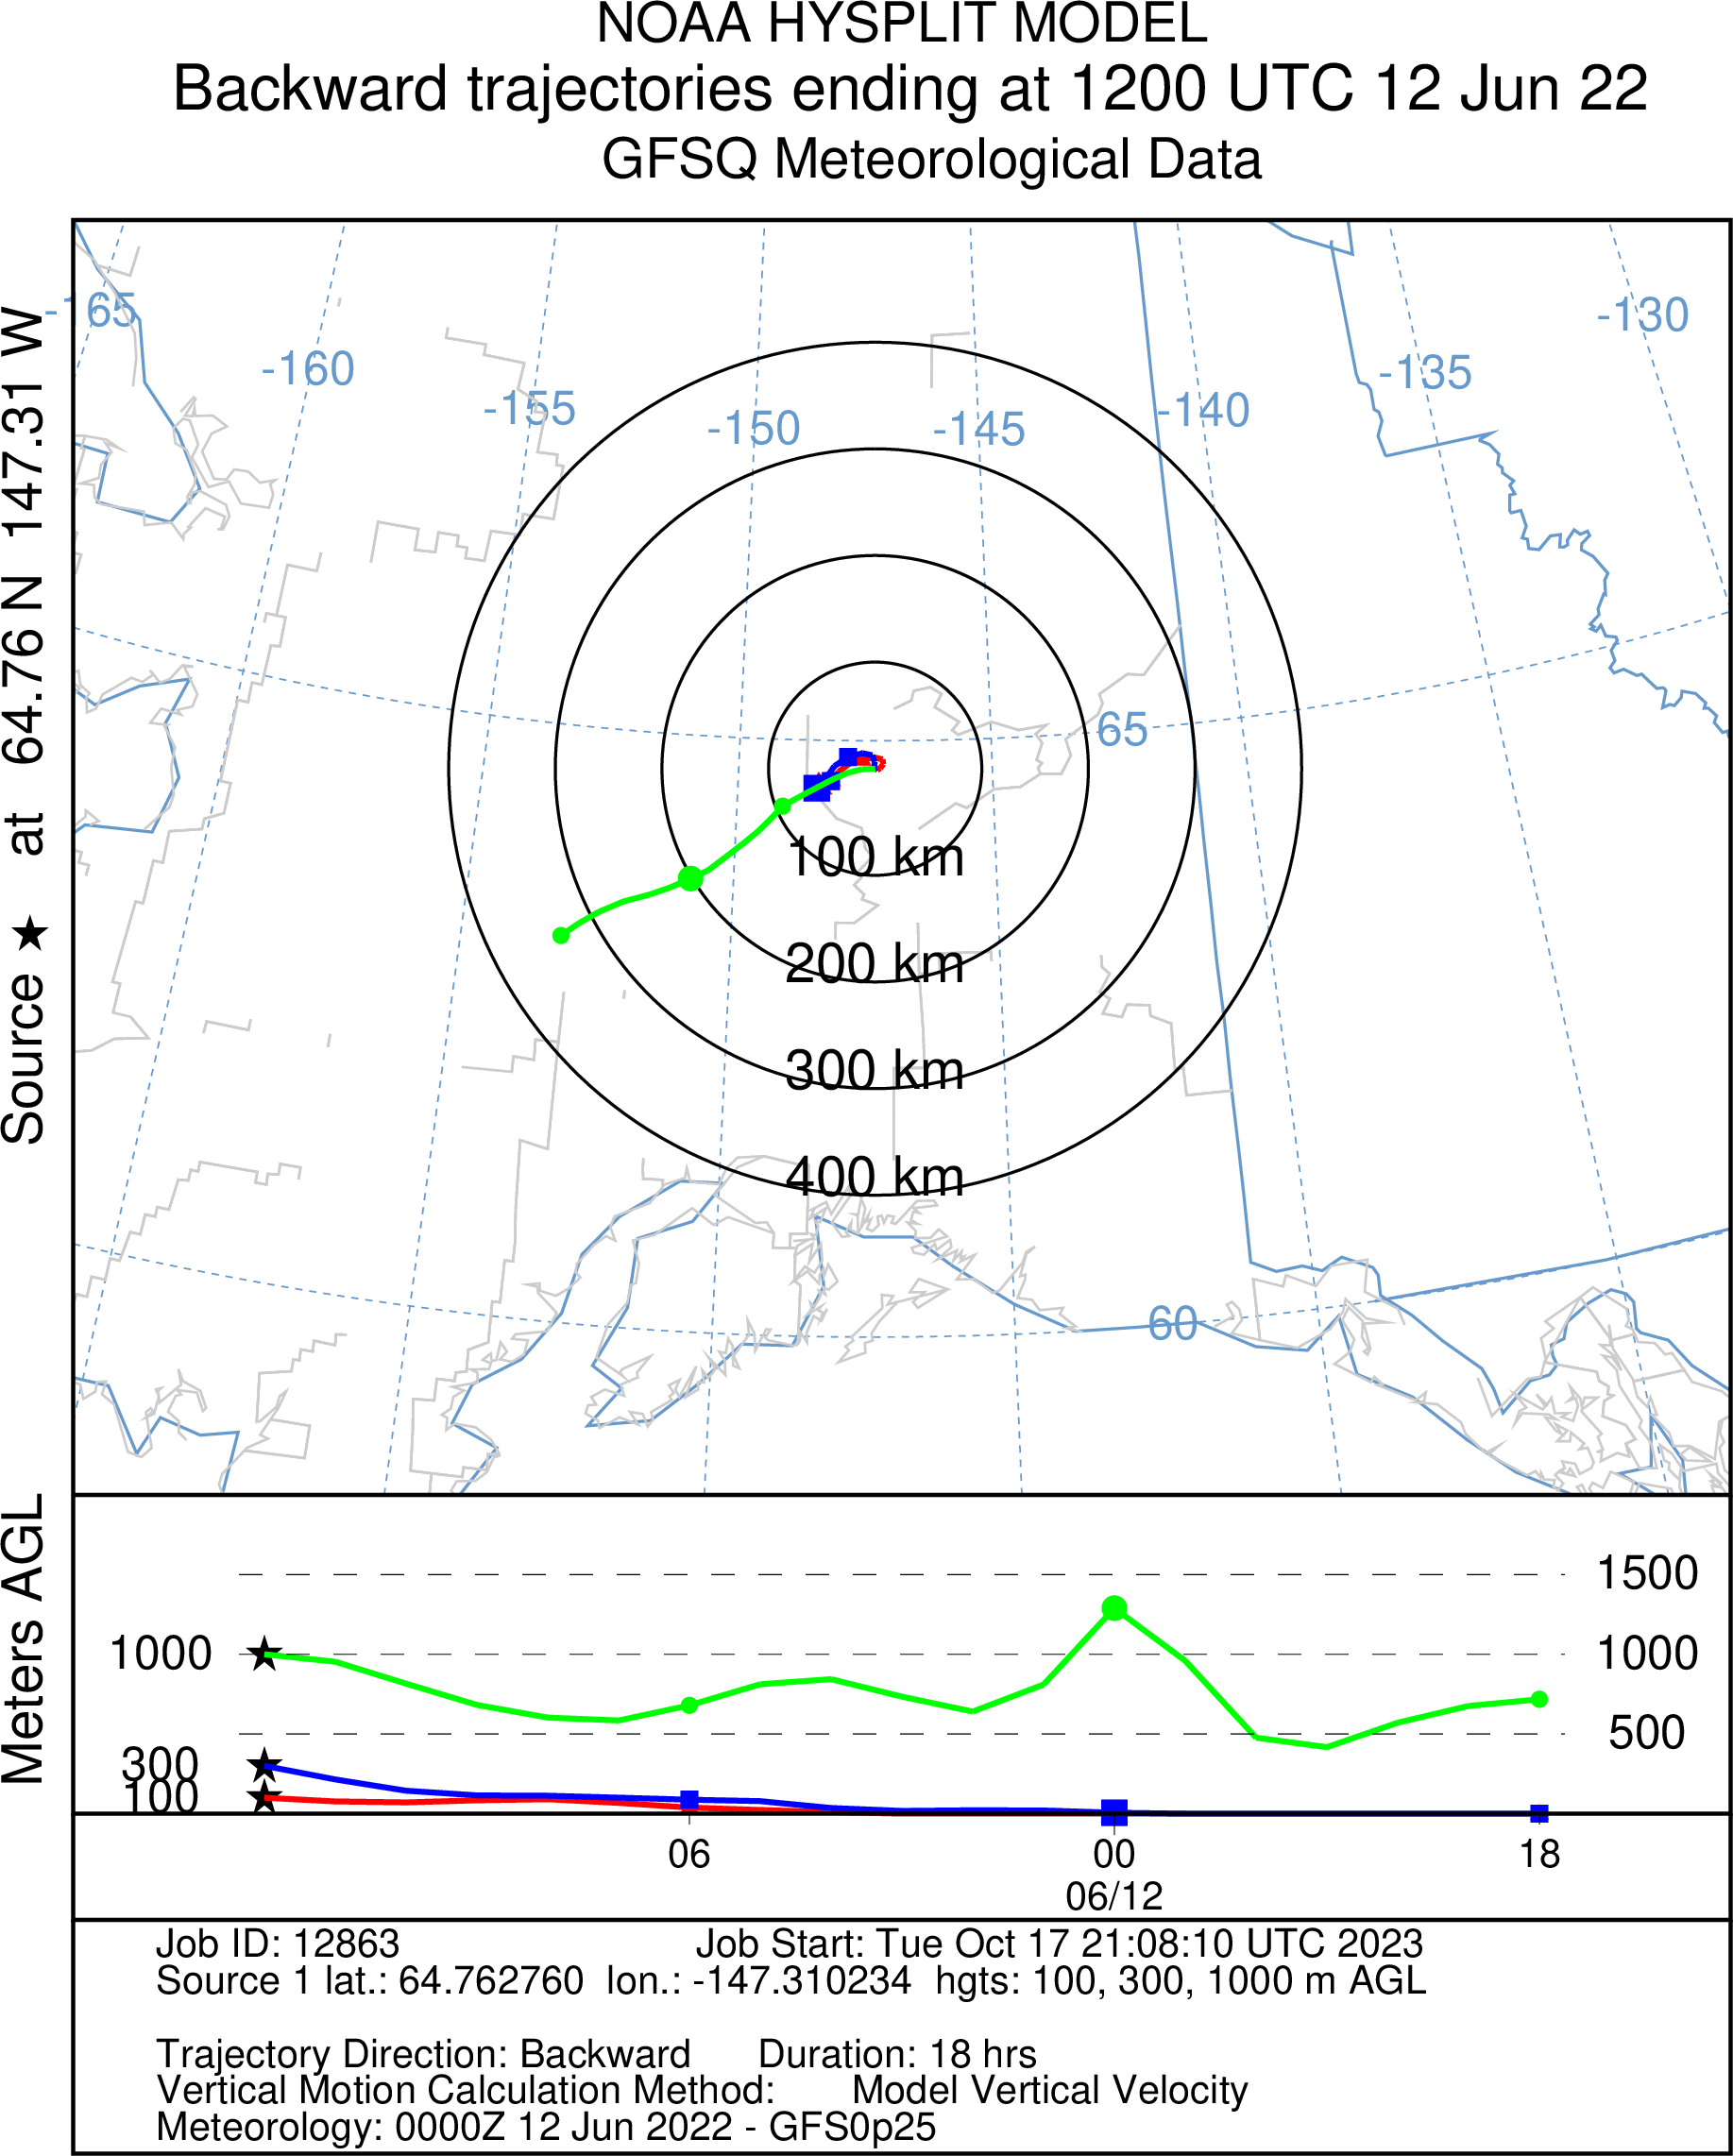 NOAA HYSPLIT MODEL
Backward trajectories ending at 1200 UTC 12 Jun 22
GFSQ Meteorological Data
Source ★ at 64.76 N 147.31 W
-165
-160
-155
-150
-145
-140
-135
-130
65
100 km
200 km
300 km
400 km
60
Meters AGL
1500
1000
1000
500
300
100
06
00
18
06/12
Job ID: 12863 Job Start: Tue Oct 17 21:08:10 UTC 2023
Source 1 lat.: 64.762760 lon.: -147.310234 hgts: 100, 300, 1000 m AGL
Trajectory Direction: Backward Duration: 18 hrs
Vertical Motion Calculation Method: Model Vertical Velocity
Meteorology: 0000Z 12 Jun 2022 - GFS0p25